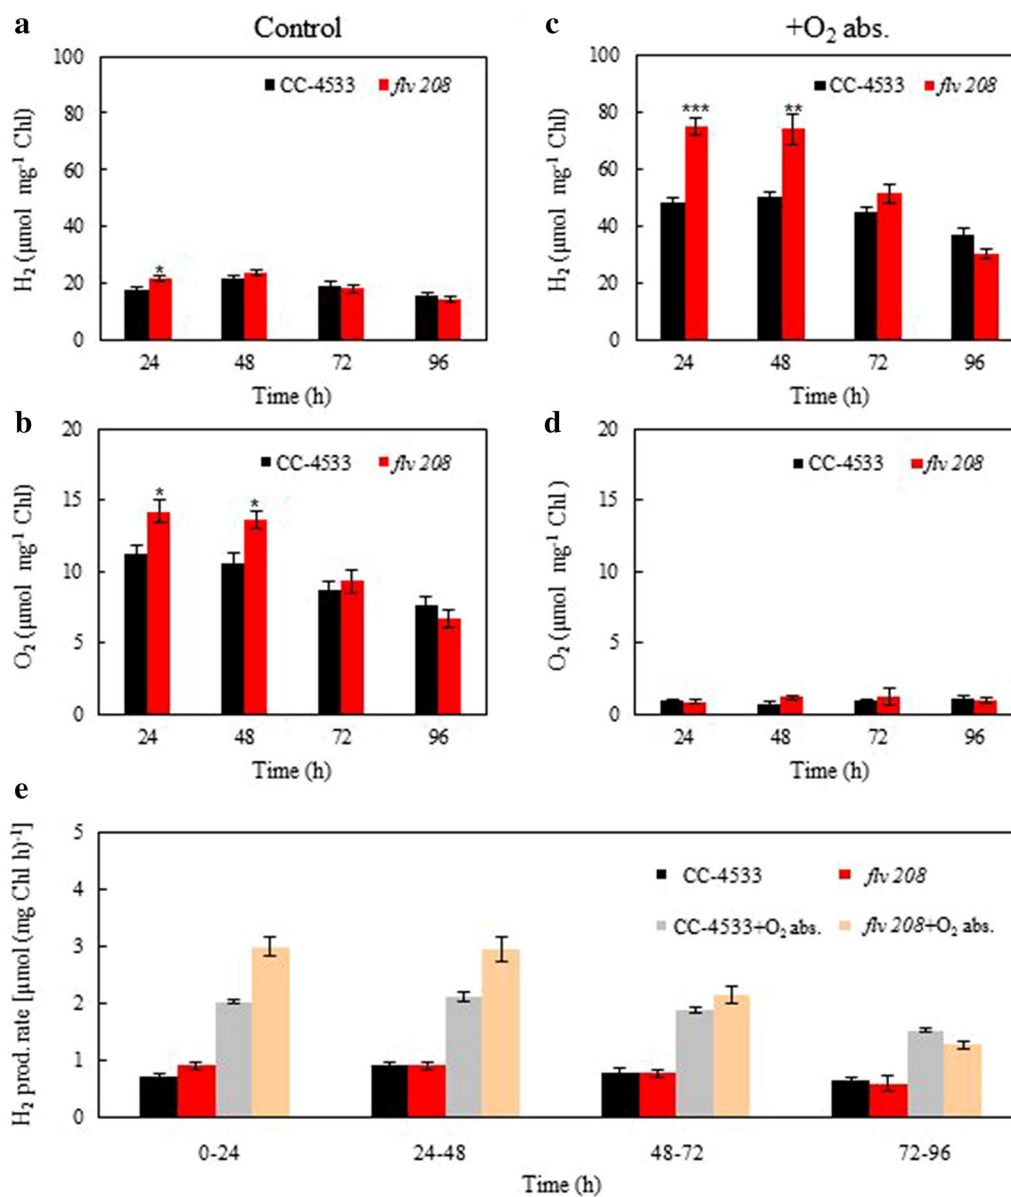 a
Control
H₂ (µmol mg⁻¹ Chl)
100
80
60
40
20
0
CC-4533 flv 208
*
24 48 72 96
Time (h)
c
+O₂ abs.
H₂ (µmol mg⁻¹ Chl)
100
80
60
40
20
0
CC-4533 flv 208
*** **
24 48 72 96
Time (h)
b
O₂ (µmol mg⁻¹ Chl)
20
15
10
5
0
CC-4533 flv 208
* *
24 48 72 96
Time (h)
d
O₂ (µmol mg⁻¹ Chl )
20
15
10
5
0
CC-4533 flv 208
24 48 72 96
Time (h)
e
H₂ prod. rate [µmol (mg Chl h)⁻¹]
5
4
3
2
1
0
CC-4533 flv 208
CC-4533+O₂ abs. flv 208+O₂ abs.
0-24 24-48 48-72 72-96
Time (h)